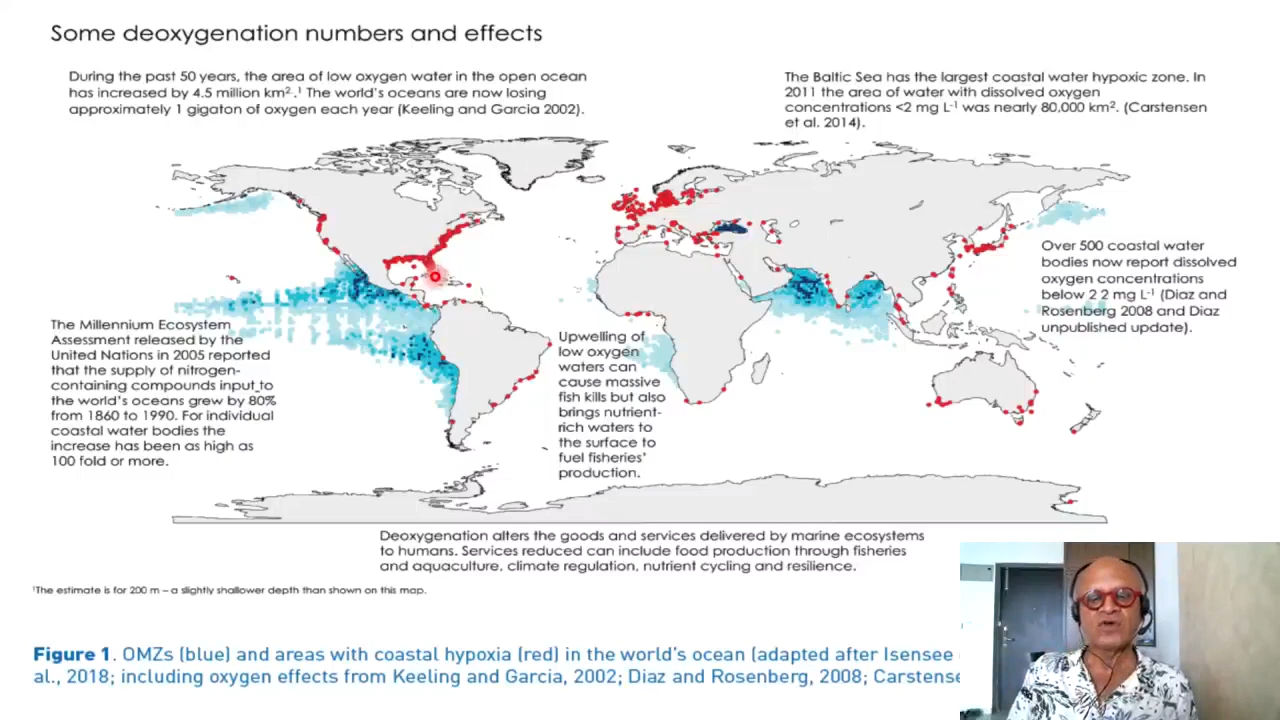 Some deoxygenation numbers and effects
During the past 50 years, the area of low oxygen water in the open ocean
has increased by 4.5 million km².¹ The world's oceans are now losing
approximately 1 gigaton of oxygen each year (Keeling and Garcia 2002).
The Baltic Sea has the largest coastal water hypoxic zone. In
2011 the area of water with dissolved oxygen
concentrations <2 mg L⁻¹ was nearly 80,000 km². (Carstensen
et al. 2014).
Over 500 coastal water
bodies now report dissolved
oxygen concentrations
below 2 2 mg L⁻¹ (Diaz and
Rosenberg 2008 and Diaz
unpublished update).
The Millennium Ecosystem
Assessment released by the
United Nations in 2005 reported
that the supply of nitrogen-
containing compounds input to
the world's oceans grew by 80%
from 1860 to 1990. For individual
coastal water bodies the
increase has been as high as
100 fold or more.
Upwelling of
low oxygen
waters can
cause massive
fish kills but also
brings nutrient-
rich waters to
the surface to
fuel fisheries'
production.
Deoxygenation alters the goods and services delivered by marine ecosystems
to humans. Services reduced can include food production through fisheries
and aquaculture, climate regulation, nutrient cycling and resilience.
¹The estimate is for 200 m – a slightly shallower depth than shown on this map.
Figure 1. OMZs (blue) and areas with coastal hypoxia (red) in the world's ocean (adapted after Isensee
al., 2018; including oxygen effects from Keeling and Garcia, 2002; Diaz and Rosenberg, 2008; Carstense